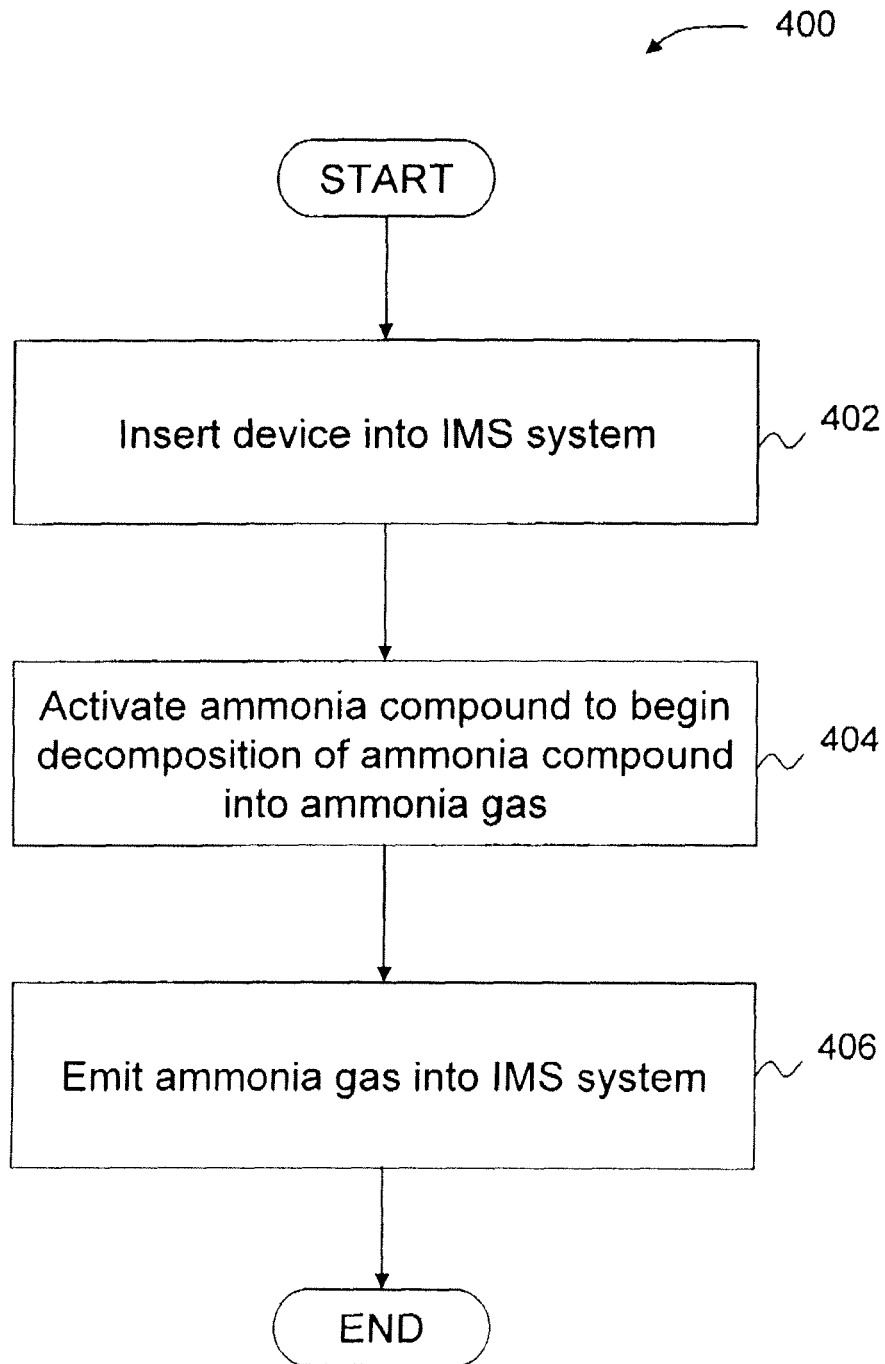 400
START
Insert device into IMS system
402
Activate ammonia compound to begin
decomposition of ammonia compound
into ammonia gas
404
Emit ammonia gas into IMS system
406
END